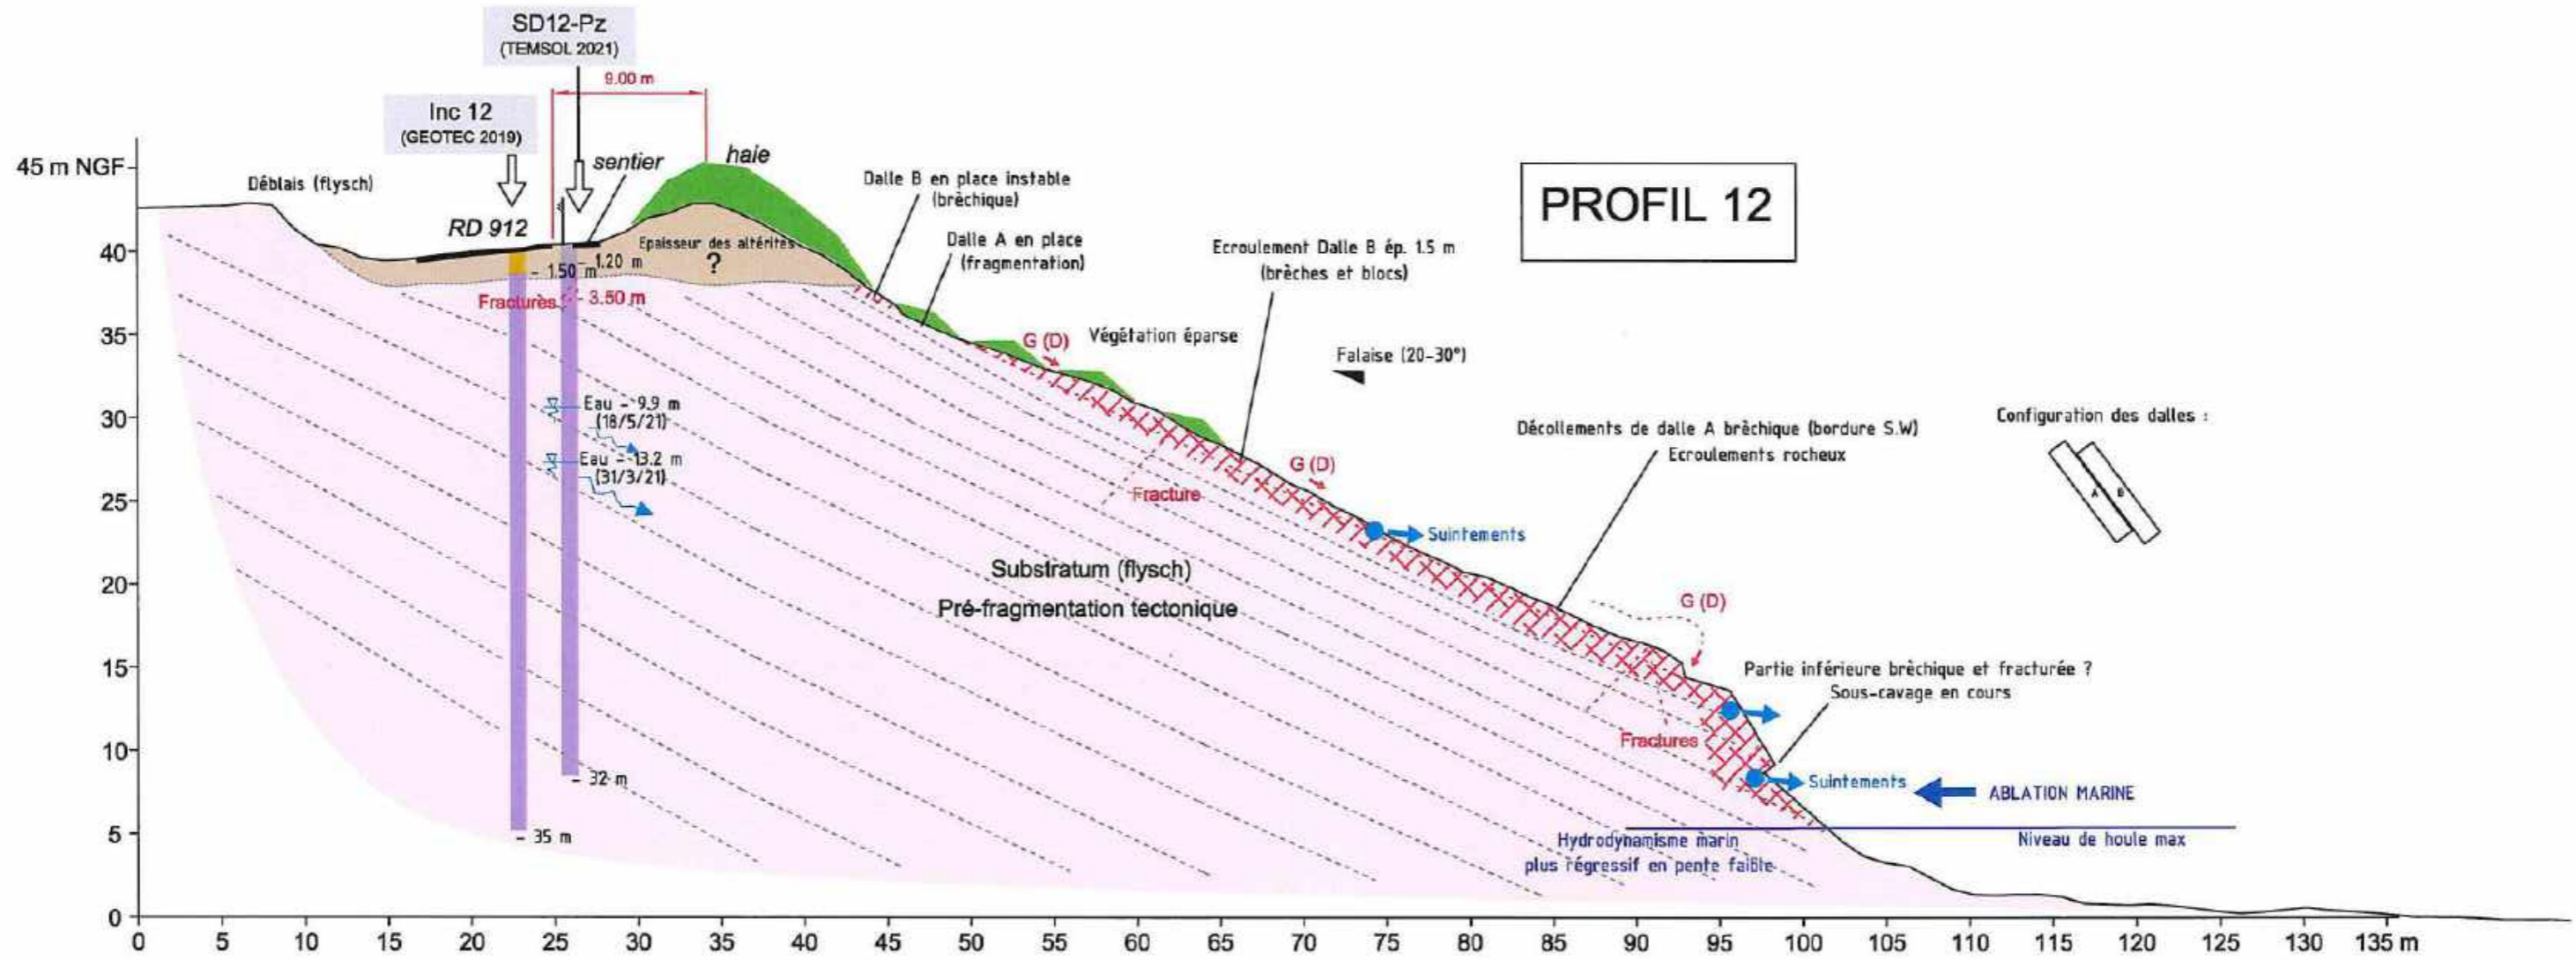 SD12-Pz
(TEMSOL 2021)
9.00 m
Inc 12
(GEOTEC 2019)
sentier
haie
45 m NGF
Déblais (flysch)
Dalle B en place instable
(brèchique)
PROFIL 12
RD 912
Epaisseur des altérites
?
Dalle A en place
(fragmentation)
Ecroulement Dalle B ép. 1.5 m
(brèches et blocs)
40
- 1.50 m
- 1.20 m
Fractures
- 3.50 m
35
G (D)
Végétation éparse
Falaise (20-30°)
30
Eau - 9.9 m
(18/5/21)
Configuration des dalles :
Décollements de dalle A brèchique (bordure S.W)
Ecroulements rocheux
Eau - 13.2 m
(31/3/21)
G (D)
A
B
25
Fracture
Suintements
Substratum (flysch)
20
Pré-fragmentation tectonique
G (D)
15
Partie inférieure brèchique et fracturée ?
Sous-cavage en cours
10
Fractures
- 32 m
Suintements
ABLATION MARINE
5
- 35 m
Hydrodynamisme marin
plus régressif en pente faible
Niveau de houle max
0
0 5 10 15 20 25 30 35 40 45 50 55 60 65 70 75 80 85 90 95 100 105 110 115 120 125 130 135 m